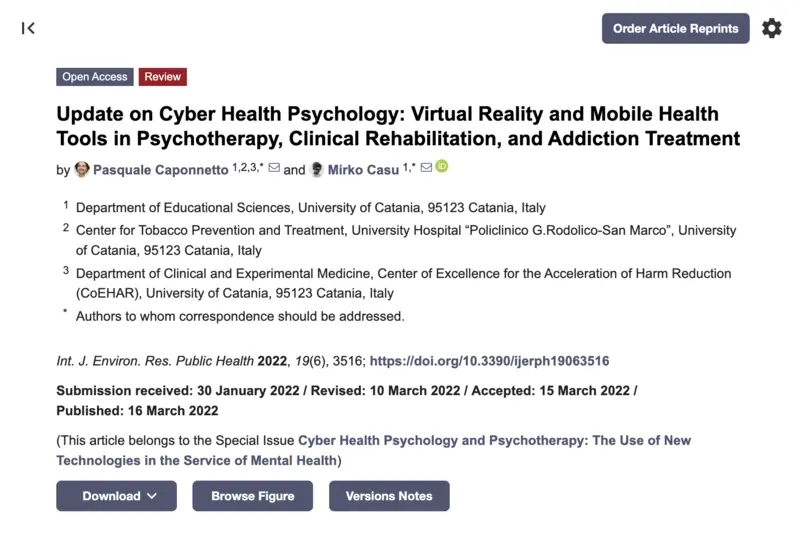 Order Article Reprints
Open Access Review
Update on Cyber Health Psychology: Virtual Reality and Mobile Health
Tools in Psychotherapy, Clinical Rehabilitation, and Addiction Treatment
by Pasquale Caponnetto 1,2,3,* and Mirko Casu 1,* iD
1 Department of Educational Sciences, University of Catania, 95123 Catania, Italy
2 Center for Tobacco Prevention and Treatment, University Hospital “Policlinico G.Rodolico-San Marco”, University
of Catania, 95123 Catania, Italy
3 Department of Clinical and Experimental Medicine, Center of Excellence for the Acceleration of Harm Reduction
(CoEHAR), University of Catania, 95123 Catania, Italy
* Authors to whom correspondence should be addressed.
Int. J. Environ. Res. Public Health 2022, 19(6), 3516; https://doi.org/10.3390/ijerph19063516
Submission received: 30 January 2022 / Revised: 10 March 2022 / Accepted: 15 March 2022 /
Published: 16 March 2022
(This article belongs to the Special Issue Cyber Health Psychology and Psychotherapy: The Use of New
Technologies in the Service of Mental Health)
Download Browse Figure Versions Notes